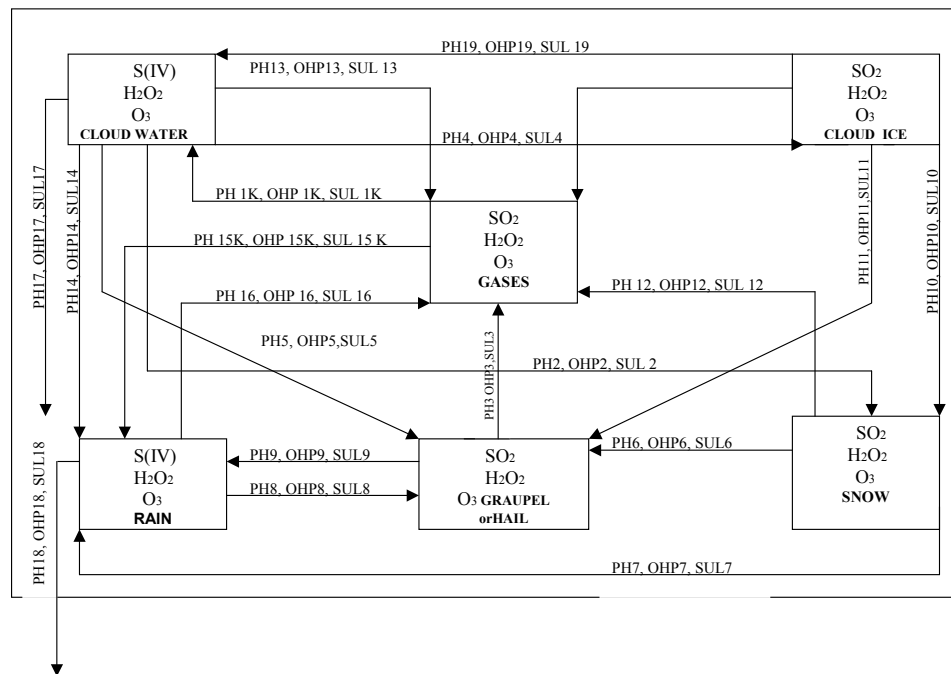 PH19, OHP19, SUL 19
S(IV)
H2O2
O3
CLOUD WATER
PH13, OHP13, SUL 13
SO2
H2O2
O3
CLOUD ICE
PH4, OHP4, SUL4
PH17, OHP17, SUL17
PH14, OHP14, SUL14
PH 1K, OHP 1K, SUL 1K
PH11, OHP11,SUL11
PH10, OHP10, SUL10
SO2
H2O2
O3
GASES
PH 15K, OHP 15K, SUL 15 K
PH 16, OHP 16, SUL 16
PH 12, OHP12, SUL 12
PH5, OHP5,SUL5
PH3 OHP3,SUL3
PH2, OHP2, SUL 2
PH18, OHP18, SUL18
S(IV)
H2O2
O3
RAIN
PH9, OHP9, SUL9
PH8, OHP8, SUL8
SO2
H2O2
O3 GRAUPEL
orHAIL
PH6, OHP6, SUL6
SO2
H2O2
O3
SNOW
PH7, OHP7, SUL7